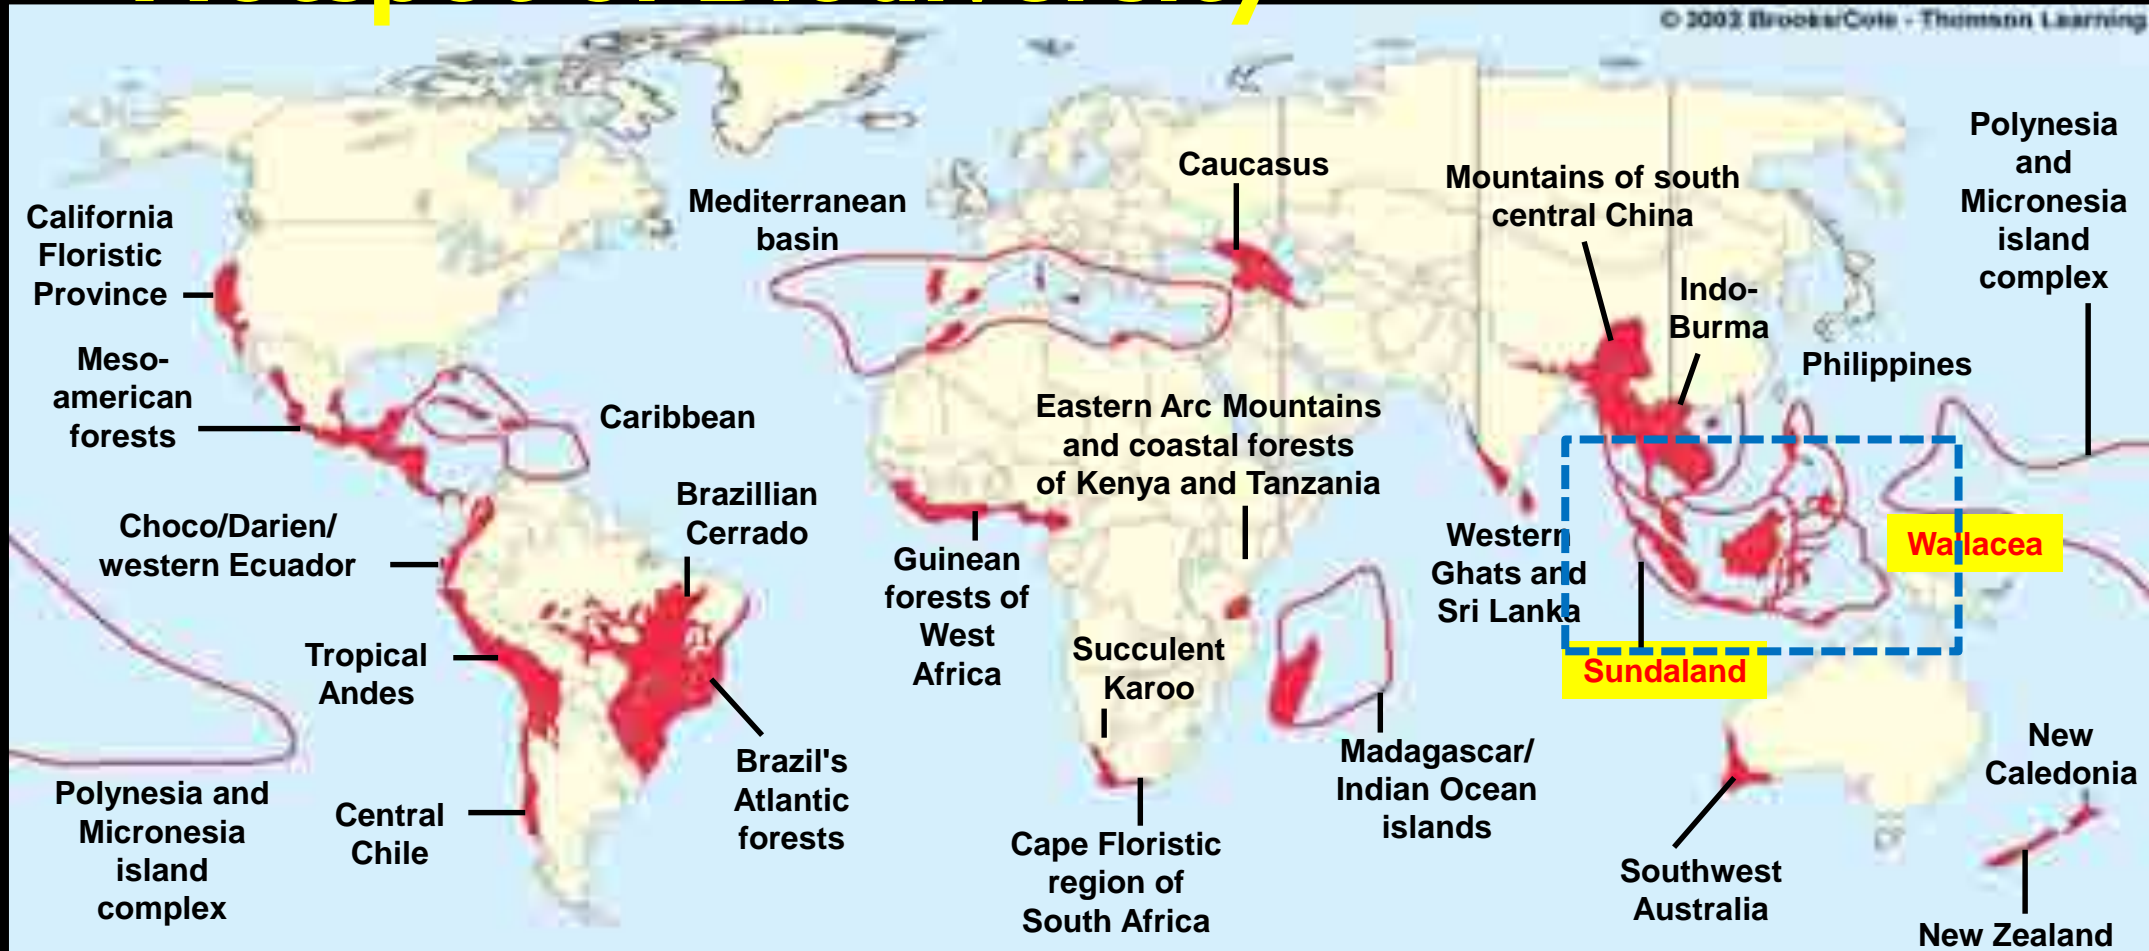 Hotspot of Biodiversity
© 2002 Brooks/Cole - Thomson Learning
California
Floristic
Province
Meso-
american
forests
Caribbean
Choco/Darien/
western Ecuador
Tropical
Andes
Central
Chile
Polynesia and
Micronesia
island
complex
Brazillian
Cerrado
Brazil's
Atlantic
forests
Mediterranean
basin
Caucasus
Eastern Arc Mountains
and coastal forests
of Kenya and Tanzania
Guinean
forests of
West
Africa
Succulent
Karoo
Cape Floristic
region of
South Africa
Madagascar/
Indian Ocean
islands
Western
Ghats and
Sri Lanka
Mountains of south
central China
Indo-
Burma
Philippines
Polynesia
and
Micronesia
island
complex
Wallacea
Sundaland
Southwest
Australia
New
Caledonia
New Zealand